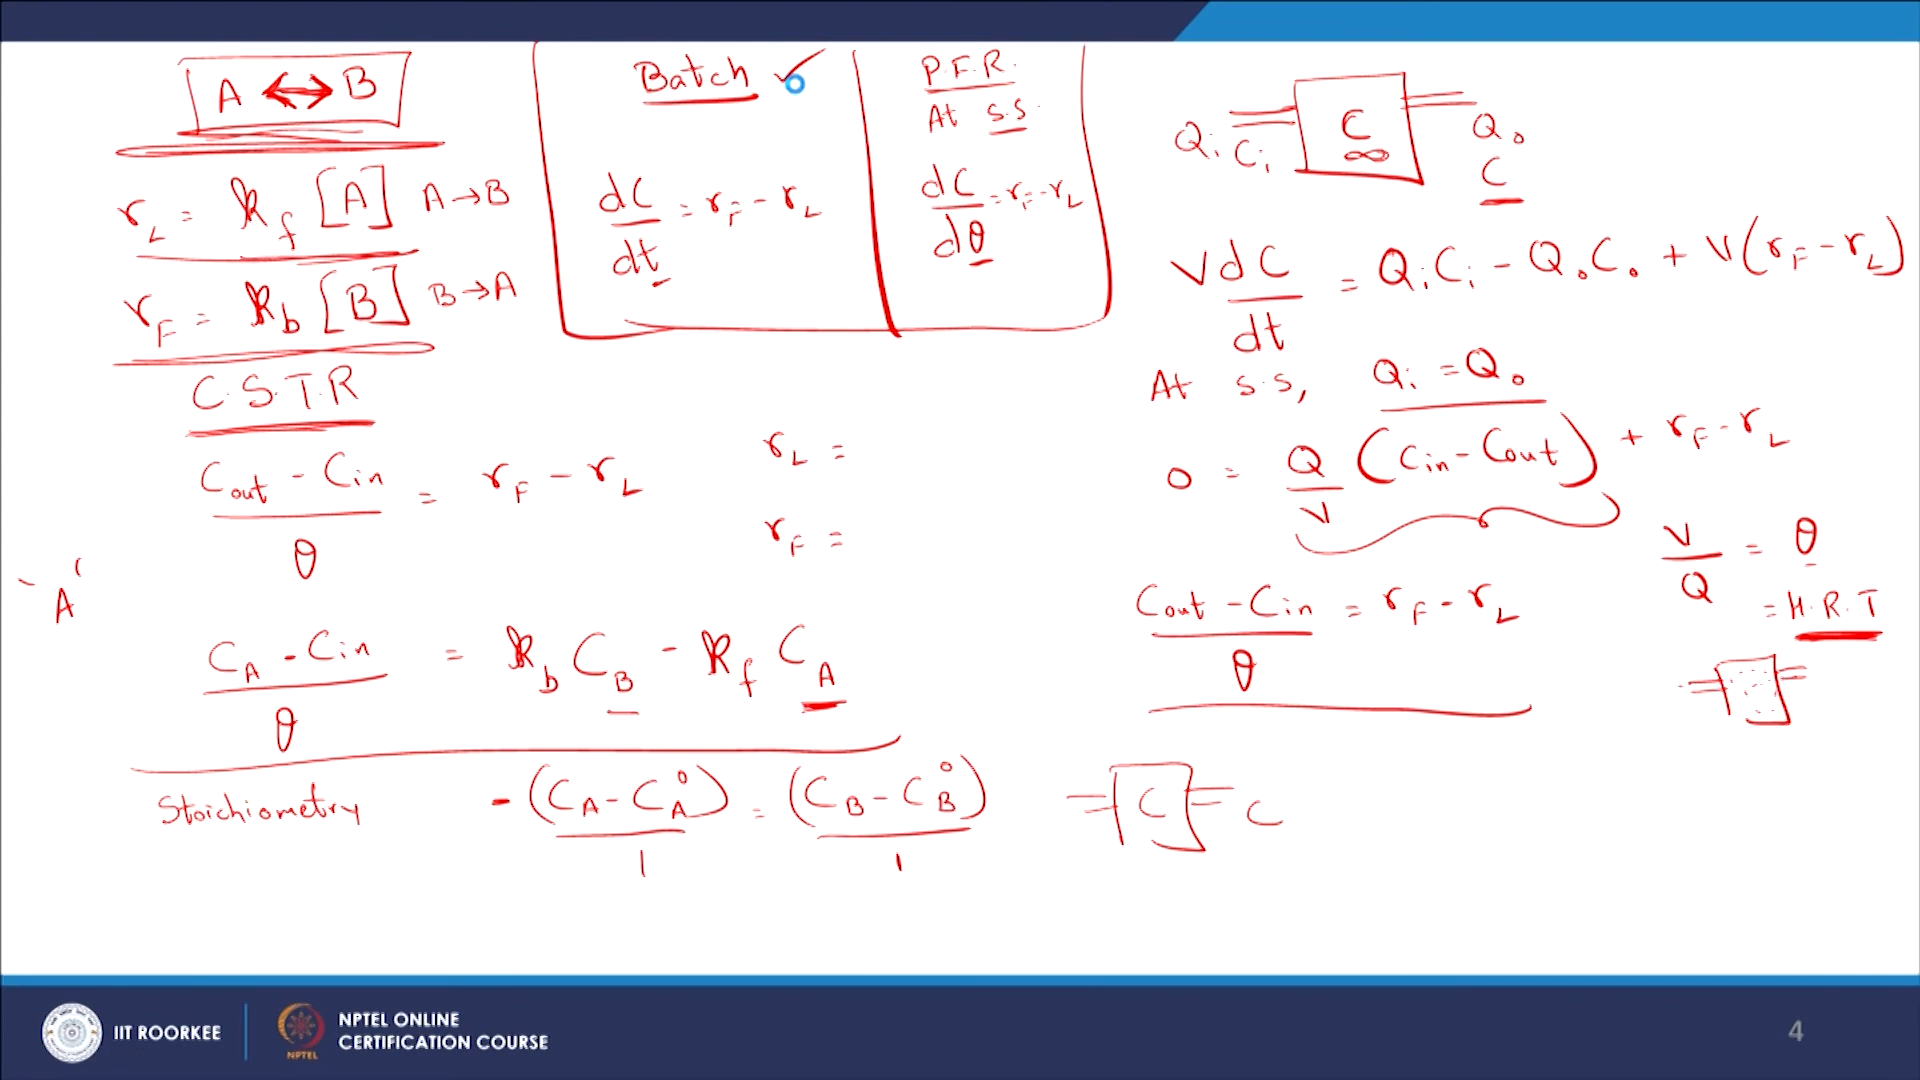 A ↔ B
r_L = k_f [A] A → B
r_F = k_b [B] B → A
C.S.T.R
C_out - C_in / θ = r_F - r_L
r_L =
r_F =
'A'
C_A - C_in / θ = k_b C_B - k_f C_A
Stoichiometry -(C_A - C_A^0) / 1 = (C_B - C_B^0) / 1
Batch ✓
dC / dt = r_F - r_L
P.F.R.
At s.s.
dC / dθ = r_F - r_L
Q_i C_i C ∞ Q_o
C
V dC / dt = Q_i C_i - Q_o C_o + V (r_F - r_L)
At s.s, Q_i = Q_o
0 = Q / V (C_in - C_out) + r_F - r_L
V / Q = θ
= H.R.T
C_out - C_in / θ = r_F - r_L
C C
IIT ROORKEE
NPTEL
NPTEL ONLINE
CERTIFICATION COURSE
4